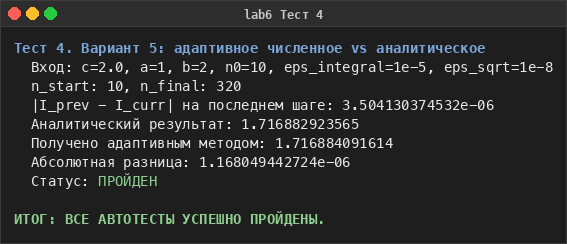 lab6 Тест 4
Тест 4. Вариант 5: адаптивное численное vs аналитическое
Вход: c=2.0, a=1, b=2, n0=10, eps_integral=1e-5, eps_sqrt=1e-8
n_start: 10, n_final: 320
|I_prev − I_curr| на последнем шаге: 3.504130374532e-06
Аналитический результат: 1.716882923565
Получено адаптивным методом: 1.716884091614
Абсолютная разница: 1.168049442724e-06
Статус: ПРОЙДЕН
ИТОГ: ВСЕ АВТОТЕСТЫ УСПЕШНО ПРОЙДЕНЫ.